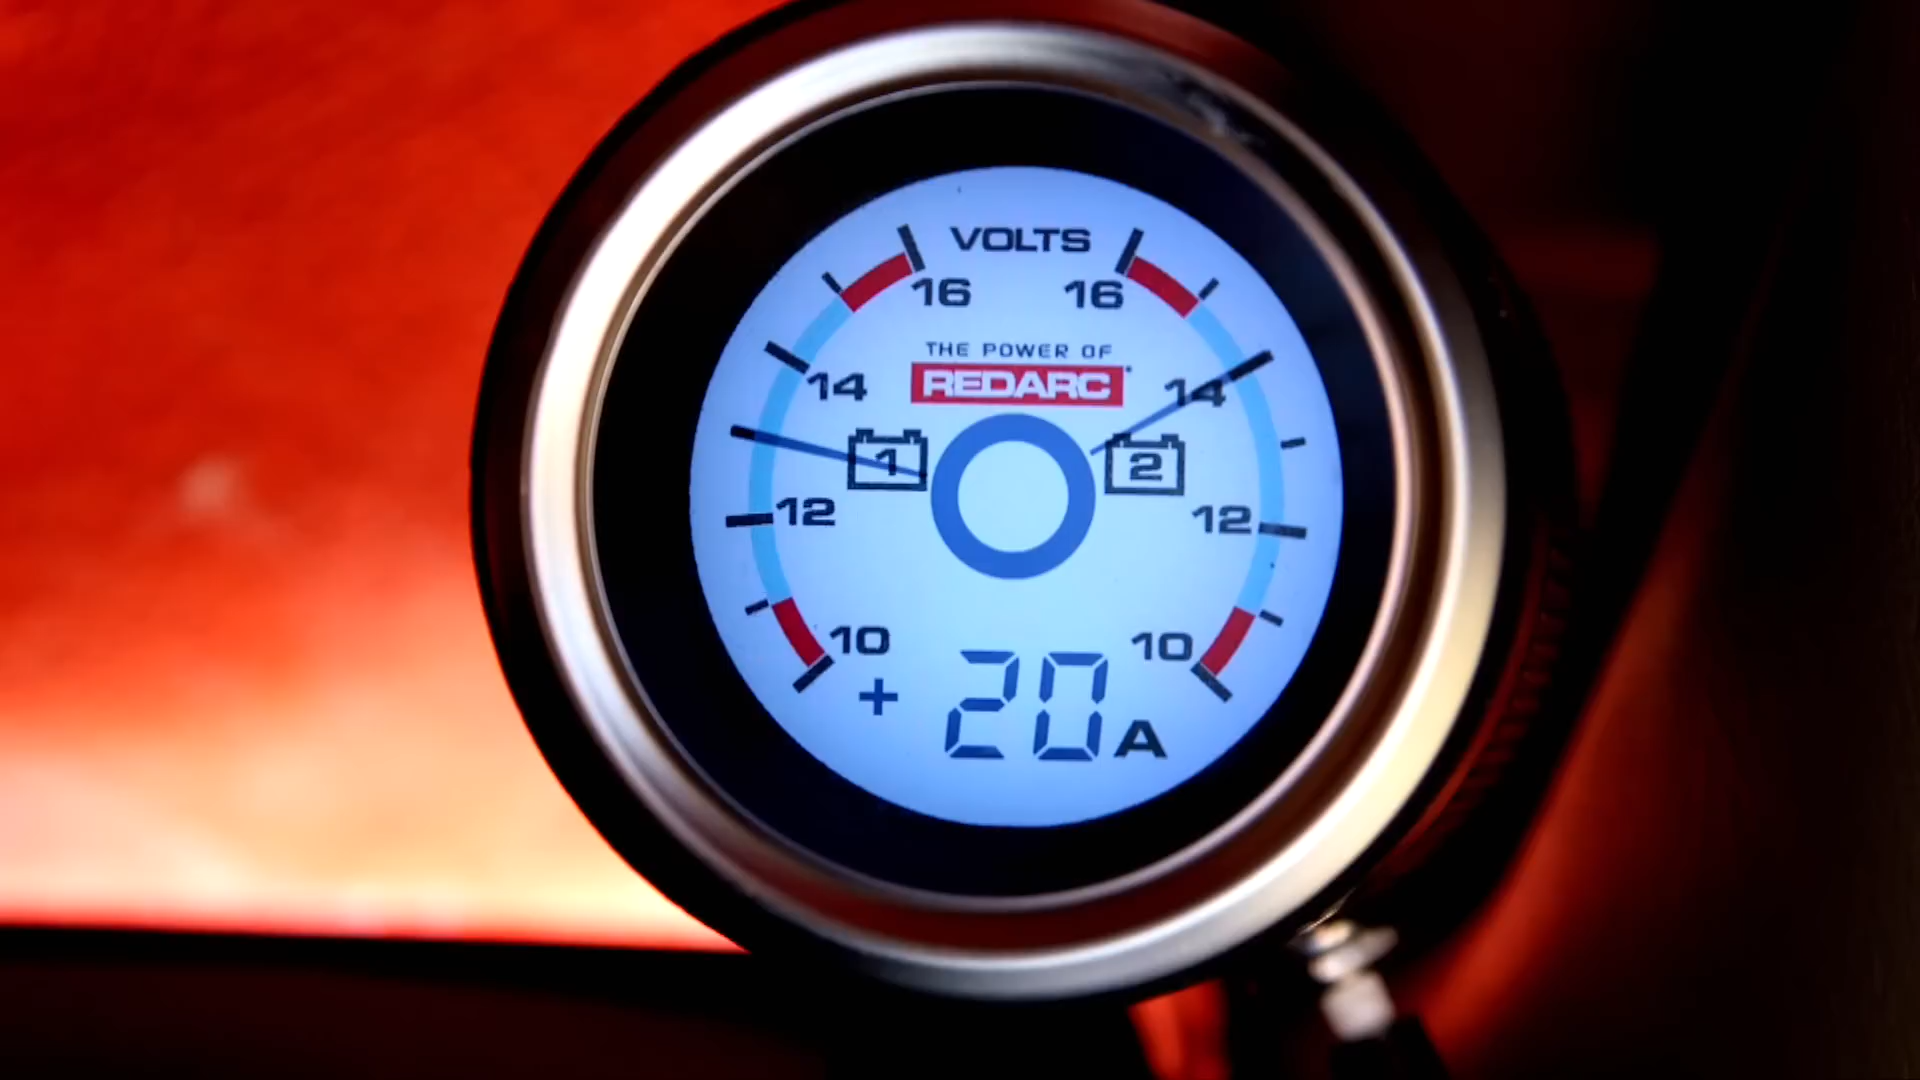 VOLTS
16 16
THE POWER OF
REDARC
14 14
1 2
12 12
10 10
+ 20 A